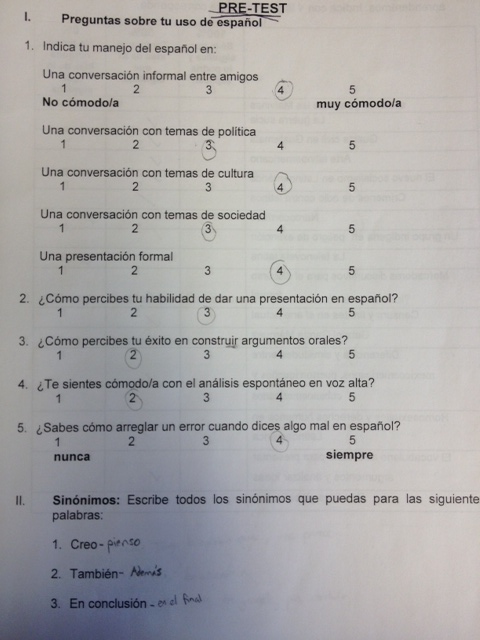 PRE-TEST
I. Preguntas sobre tu uso de español
1. Indica tu manejo del español en:
Una conversación informal entre amigos
1 2 3 4 5
No cómodo/a muy cómodo/a
Una conversación con temas de política
1 2 3 4 5
Una conversación con temas de cultura
1 2 3 4 5
Una conversación con temas de sociedad
1 2 3 4 5
Una presentación formal
1 2 3 4 5
2. ¿Cómo percibes tu habilidad de dar una presentación en español?
1 2 3 4 5
3. ¿Cómo percibes tu éxito en construir argumentos orales?
1 2 3 4 5
4. ¿Te sientes cómodo/a con el análisis espontáneo en voz alta?
1 2 3 4 5
5. ¿Sabes cómo arreglar un error cuando dices algo mal en español?
1 2 3 4 5
nunca siempre
II. Sinónimos: Escribe todos los sinónimos que puedas para las siguiente
palabras:
1. Creo- pienso
2. También- Además
3. En conclusión - en el final